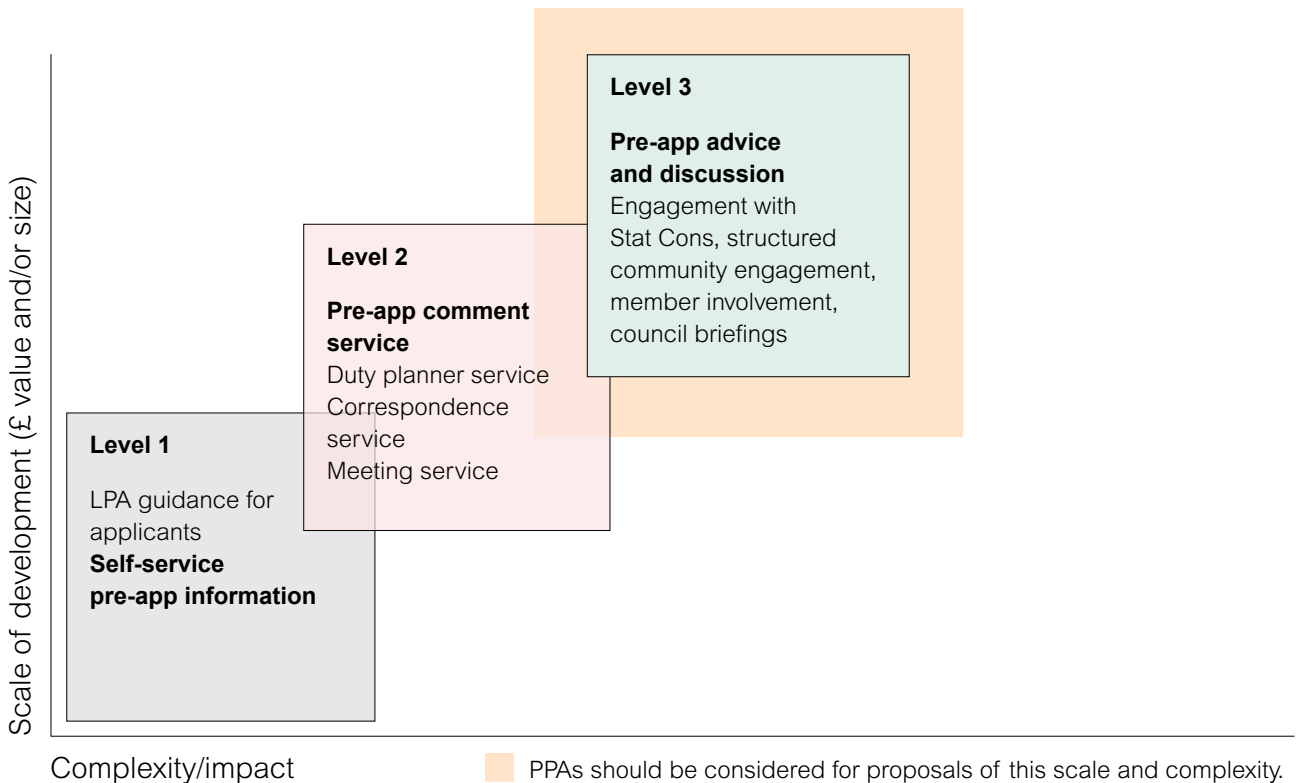 Scale of development (£ value and/or size)
Level 3
Pre-app advice
and discussion
Engagement with
Stat Cons, structured
community engagement,
member involvement,
council briefings
Level 2
Pre-app comment
service
Duty planner service
Correspondence
service
Meeting service
Level 1
LPA guidance for
applicants
Self-service
pre-app information
Complexity/impact
PPAs should be considered for proposals of this scale and complexity.